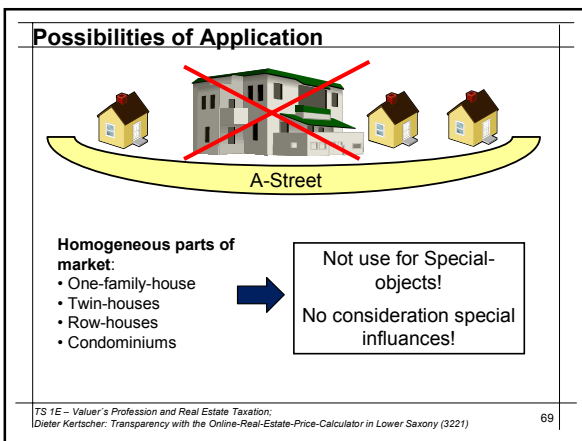 Possibilities of Application
A-Street
Homogeneous parts of
market:
• One-family-house
• Twin-houses
• Row-houses
• Condominiums
Not use for Special-
objects!
No consideration special
influances!
TS 1E – Valuer´s Profession and Real Estate Taxation;
Dieter Kertscher: Transparency with the Online-Real-Estate-Price-Calculator in Lower Saxony (3221)
69